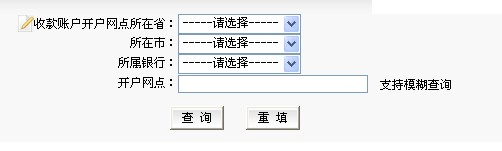 收款账户开户网点所在省：-----请选择-----
所在市：-----请选择-----
所属银行：-----请选择-----
开户网点： 支持模糊查询
查 询 重 填